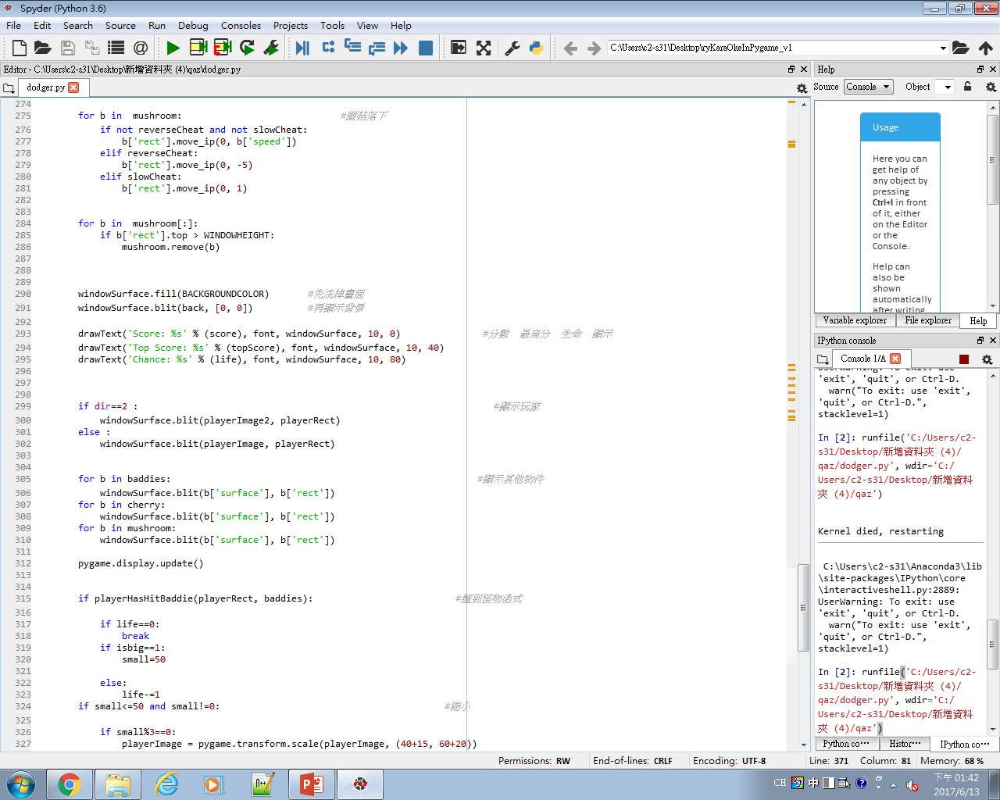 Spyder (Python 3.6)
File Edit Search Source Run Debug Consoles Projects Tools View Help
C:\Users\c2-s31\Desktop\ryKaraOkeInPygame_v1
Editor - C:\Users\c2-s31\Desktop\新增資料夾 (4)\qaz\dodger.py
dodger.py
274
275 for b in  mushroom: #蘑菇落下
276 if not reverseCheat and not slowCheat:
277 b['rect'].move_ip(0, b['speed'])
278 elif reverseCheat:
279 b['rect'].move_ip(0, -5)
280 elif slowCheat:
281 b['rect'].move_ip(0, 1)
282
283
284 for b in  mushroom[:]:
285 if b['rect'].top > WINDOWHEIGHT:
286 mushroom.remove(b)
287
288
289
290 windowSurface.fill(BACKGROUNDCOLOR) #先洗掉畫面
291 windowSurface.blit(back, [0, 0]) #再顯示背景
292
293 drawText('Score: %s' % (score), font, windowSurface, 10, 0) #分數 最高分 生命 顯示
294 drawText('Top Score: %s' % (topScore), font, windowSurface, 10, 40)
295 drawText('Chance: %s' % (life), font, windowSurface, 10, 80)
296
297
298
299 if dir==2 : #顯示玩家
300 windowSurface.blit(playerImage2, playerRect)
301 else :
302 windowSurface.blit(playerImage, playerRect)
303
304
305 for b in baddies: #顯示其他物件
306 windowSurface.blit(b['surface'], b['rect'])
307 for b in cherry:
308 windowSurface.blit(b['surface'], b['rect'])
309 for b in mushroom:
310 windowSurface.blit(b['surface'], b['rect'])
311
312 pygame.display.update()
313
314
315 if playerHasHitBaddie(playerRect, baddies): #撞到怪物函式
316
317 if life==0:
318 break
319 if isbig==1:
320 small=50
321
322 else:
323 life-=1
324 if small<=50 and small!=0: #縮小
325
326 if small%3==0:
327 playerImage = pygame.transform.scale(playerImage, (40+15, 60+20))
Help
Source Console Object
Usage
Here you can
get help of
any object by
pressing
Ctrl+I in front
of it, either
on the Editor
or the
Console.
Help can
also be
shown
automatically
after writing
Variable explorer File explorer Help
IPython console
Console 1/A
UserWarning: To exit: use
'exit', 'quit', or Ctrl-D.
warn("To exit: use 'exit',
'quit', or Ctrl-D.",
stacklevel=1)
In [2]: runfile('C:/Users/c2-
s31/Desktop/新增資料夾 (4)/
qaz/dodger.py', wdir='C:/
Users/c2-s31/Desktop/新增資料
夾 (4)/qaz')
Kernel died, restarting
C:\Users\c2-s31\Anaconda3\lib
\site-packages\IPython\core
\interactiveshell.py:2889:
UserWarning: To exit: use
'exit', 'quit', or Ctrl-D.
warn("To exit: use 'exit',
'quit', or Ctrl-D.",
stacklevel=1)
In [2]: runfile('C:/Users/c2-
s31/Desktop/新增資料夾 (4)/
qaz/dodger.py', wdir='C:/
Users/c2-s31/Desktop/新增資料
夾 (4)/qaz')
Python co··· Histor··· IPython co···
Permissions: RW End-of-lines: CRLF Encoding: UTF-8 Line: 371 Column: 81 Memory: 68 %
CH 中
下午 01:42
2017/6/13